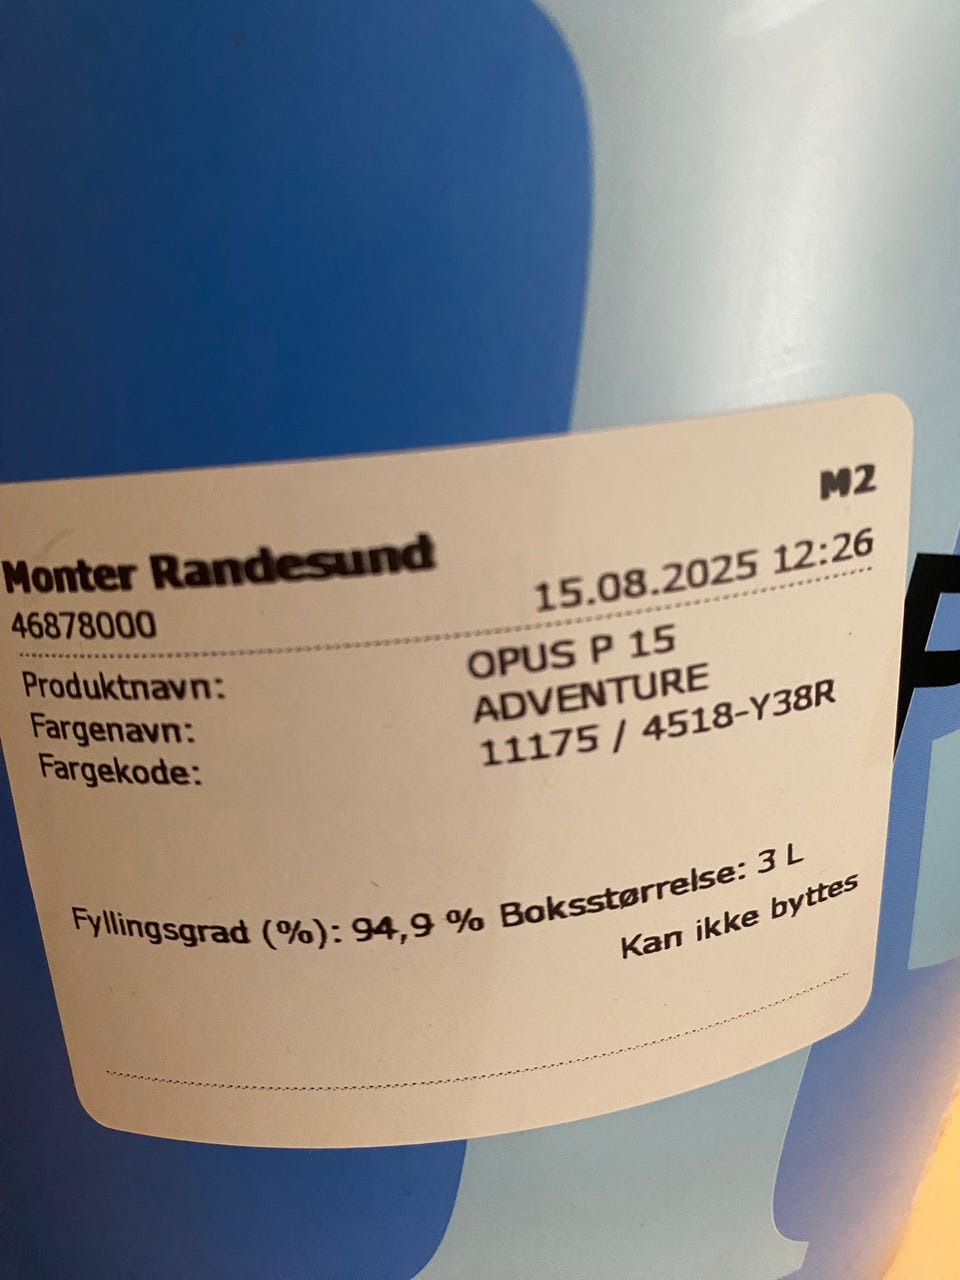 M2
Monter Randesund
46878000 15.08.2025 12:26
Produktnavn: OPUS P 15
Fargenavn: ADVENTURE
Fargekode: 11175 / 4518-Y38R
Fyllingsgrad (%): 94,9 % Boksstørrelse: 3 L
Kan ikke byttes